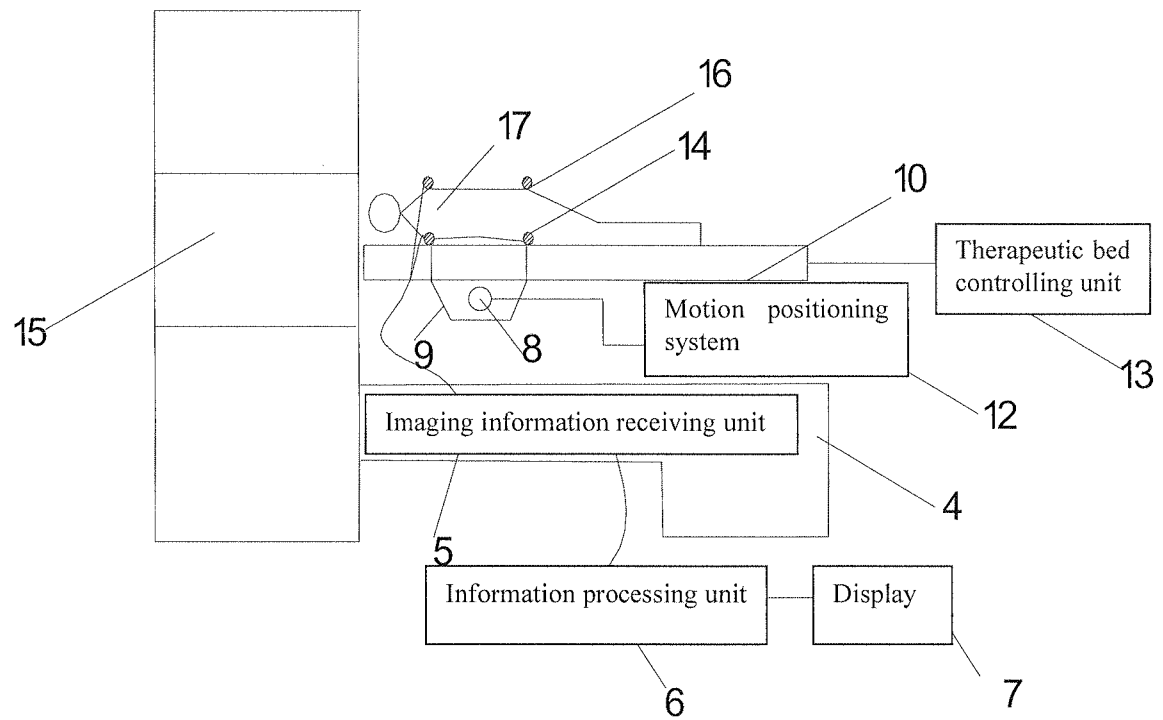 16
17
14
10
Therapeutic bed
controlling unit
15
9
8
Motion positioning
system
13
12
Imaging information receiving unit
4
5
Information processing unit
Display
6
7